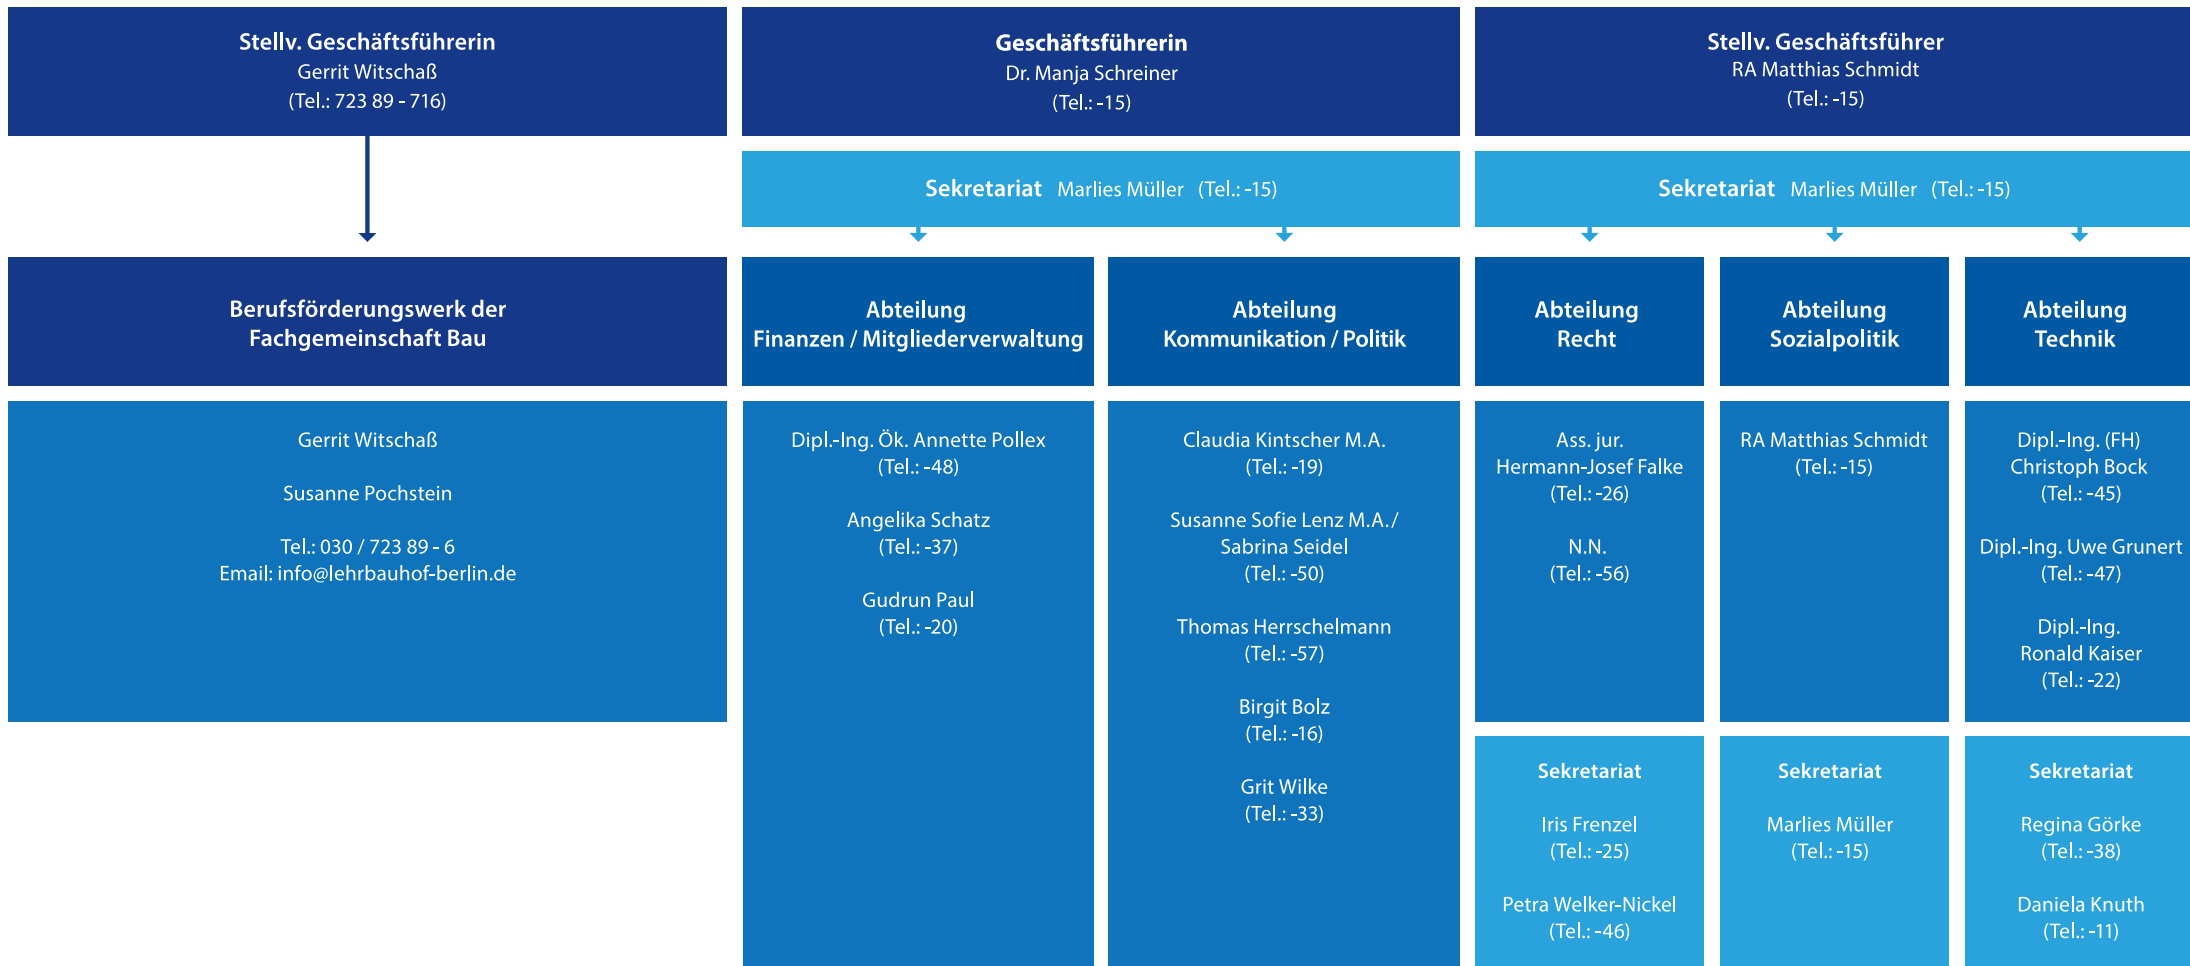 Stellv. Geschäftsführerin
Gerrit Witschaß
(Tel.: 723 89 - 716)
Geschäftsführerin
Dr. Manja Schreiner
(Tel.: -15)
Stellv. Geschäftsführer
RA Matthias Schmidt
(Tel.: -15)
Sekretariat Marlies Müller (Tel.: -15)
Sekretariat Marlies Müller (Tel.: -15)
Berufsförderungswerk der
Fachgemeinschaft Bau
Gerrit Witschaß
Susanne Pochstein
Tel.: 030 / 723 89 - 6
Email: info@lehrbauhof-berlin.de
Abteilung
Finanzen / Mitgliederverwaltung
Dipl.-Ing. Ök. Annette Pollex
(Tel.: -48)
Angelika Schatz
(Tel.: -37)
Gudrun Paul
(Tel.: -20)
Abteilung
Kommunikation / Politik
Claudia Kintscher M.A.
(Tel.: -19)
Susanne Sofie Lenz M.A./
Sabrina Seidel
(Tel.: -50)
Thomas Herrschelmann
(Tel.: -57)
Birgit Bolz
(Tel.: -16)
Grit Wilke
(Tel.: -33)
Abteilung
Recht
Ass. jur.
Hermann-Josef Falke
(Tel.: -26)
N.N.
(Tel.: -56)
Sekretariat
Iris Frenzel
(Tel.: -25)
Petra Welker-Nickel
(Tel.: -46)
Abteilung
Sozialpolitik
RA Matthias Schmidt
(Tel.: -15)
Sekretariat
Marlies Müller
(Tel.: -15)
Abteilung
Technik
Dipl.-Ing. (FH)
Christoph Bock
(Tel.: -45)
Dipl.-Ing. Uwe Grunert
(Tel.: -47)
Dipl.-Ing.
Ronald Kaiser
(Tel.: -22)
Sekretariat
Regina Görke
(Tel.: -38)
Daniela Knuth
(Tel.: -11)